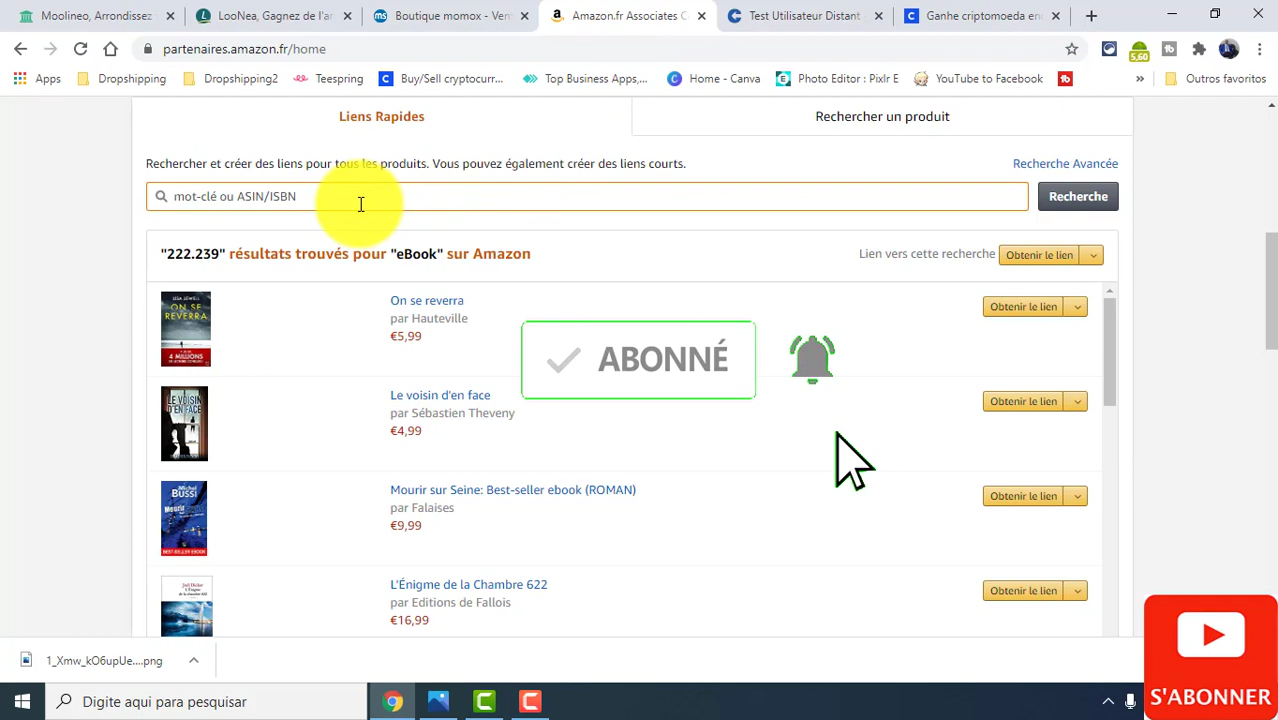 Moolineo, Arrondissez
LooNea, Gagnez de l'ar
Boutique momox - Ven
Amazon.fr Associates C
Test Utilisateur Distant
Ganhe criptomoeda en
partenaires.amazon.fr/home
5,60
Apps
Dropshipping
Dropshipping2
Teespring
Buy/Sell cryptocurr...
Top Business Apps,...
Home - Canva
Photo Editor : Pixlr E
YouTube to Facebook
Outros favoritos
Liens Rapides
Rechercher un produit
Rechercher et créer des liens pour tous les produits. Vous pouvez également créer des liens courts.
Recherche Avancée
mot-clé ou ASIN/ISBN
Recherche
"222.239" résultats trouvés pour "eBook" sur Amazon
Lien vers cette recherche
Obtenir le lien
On se reverra
par Hauteville
€5,99
Obtenir le lien
ABONNÉ
Le voisin d'en face
par Sébastien Theveny
€4,99
Obtenir le lien
Mourir sur Seine: Best-seller ebook (ROMAN)
par Falaises
€9,99
Obtenir le lien
L'Énigme de la Chambre 622
par Editions de Fallois
€16,99
Obtenir le lien
1_Xmw_kO6upUe....png
Digite aqui para pesquisar
S'ABONNER